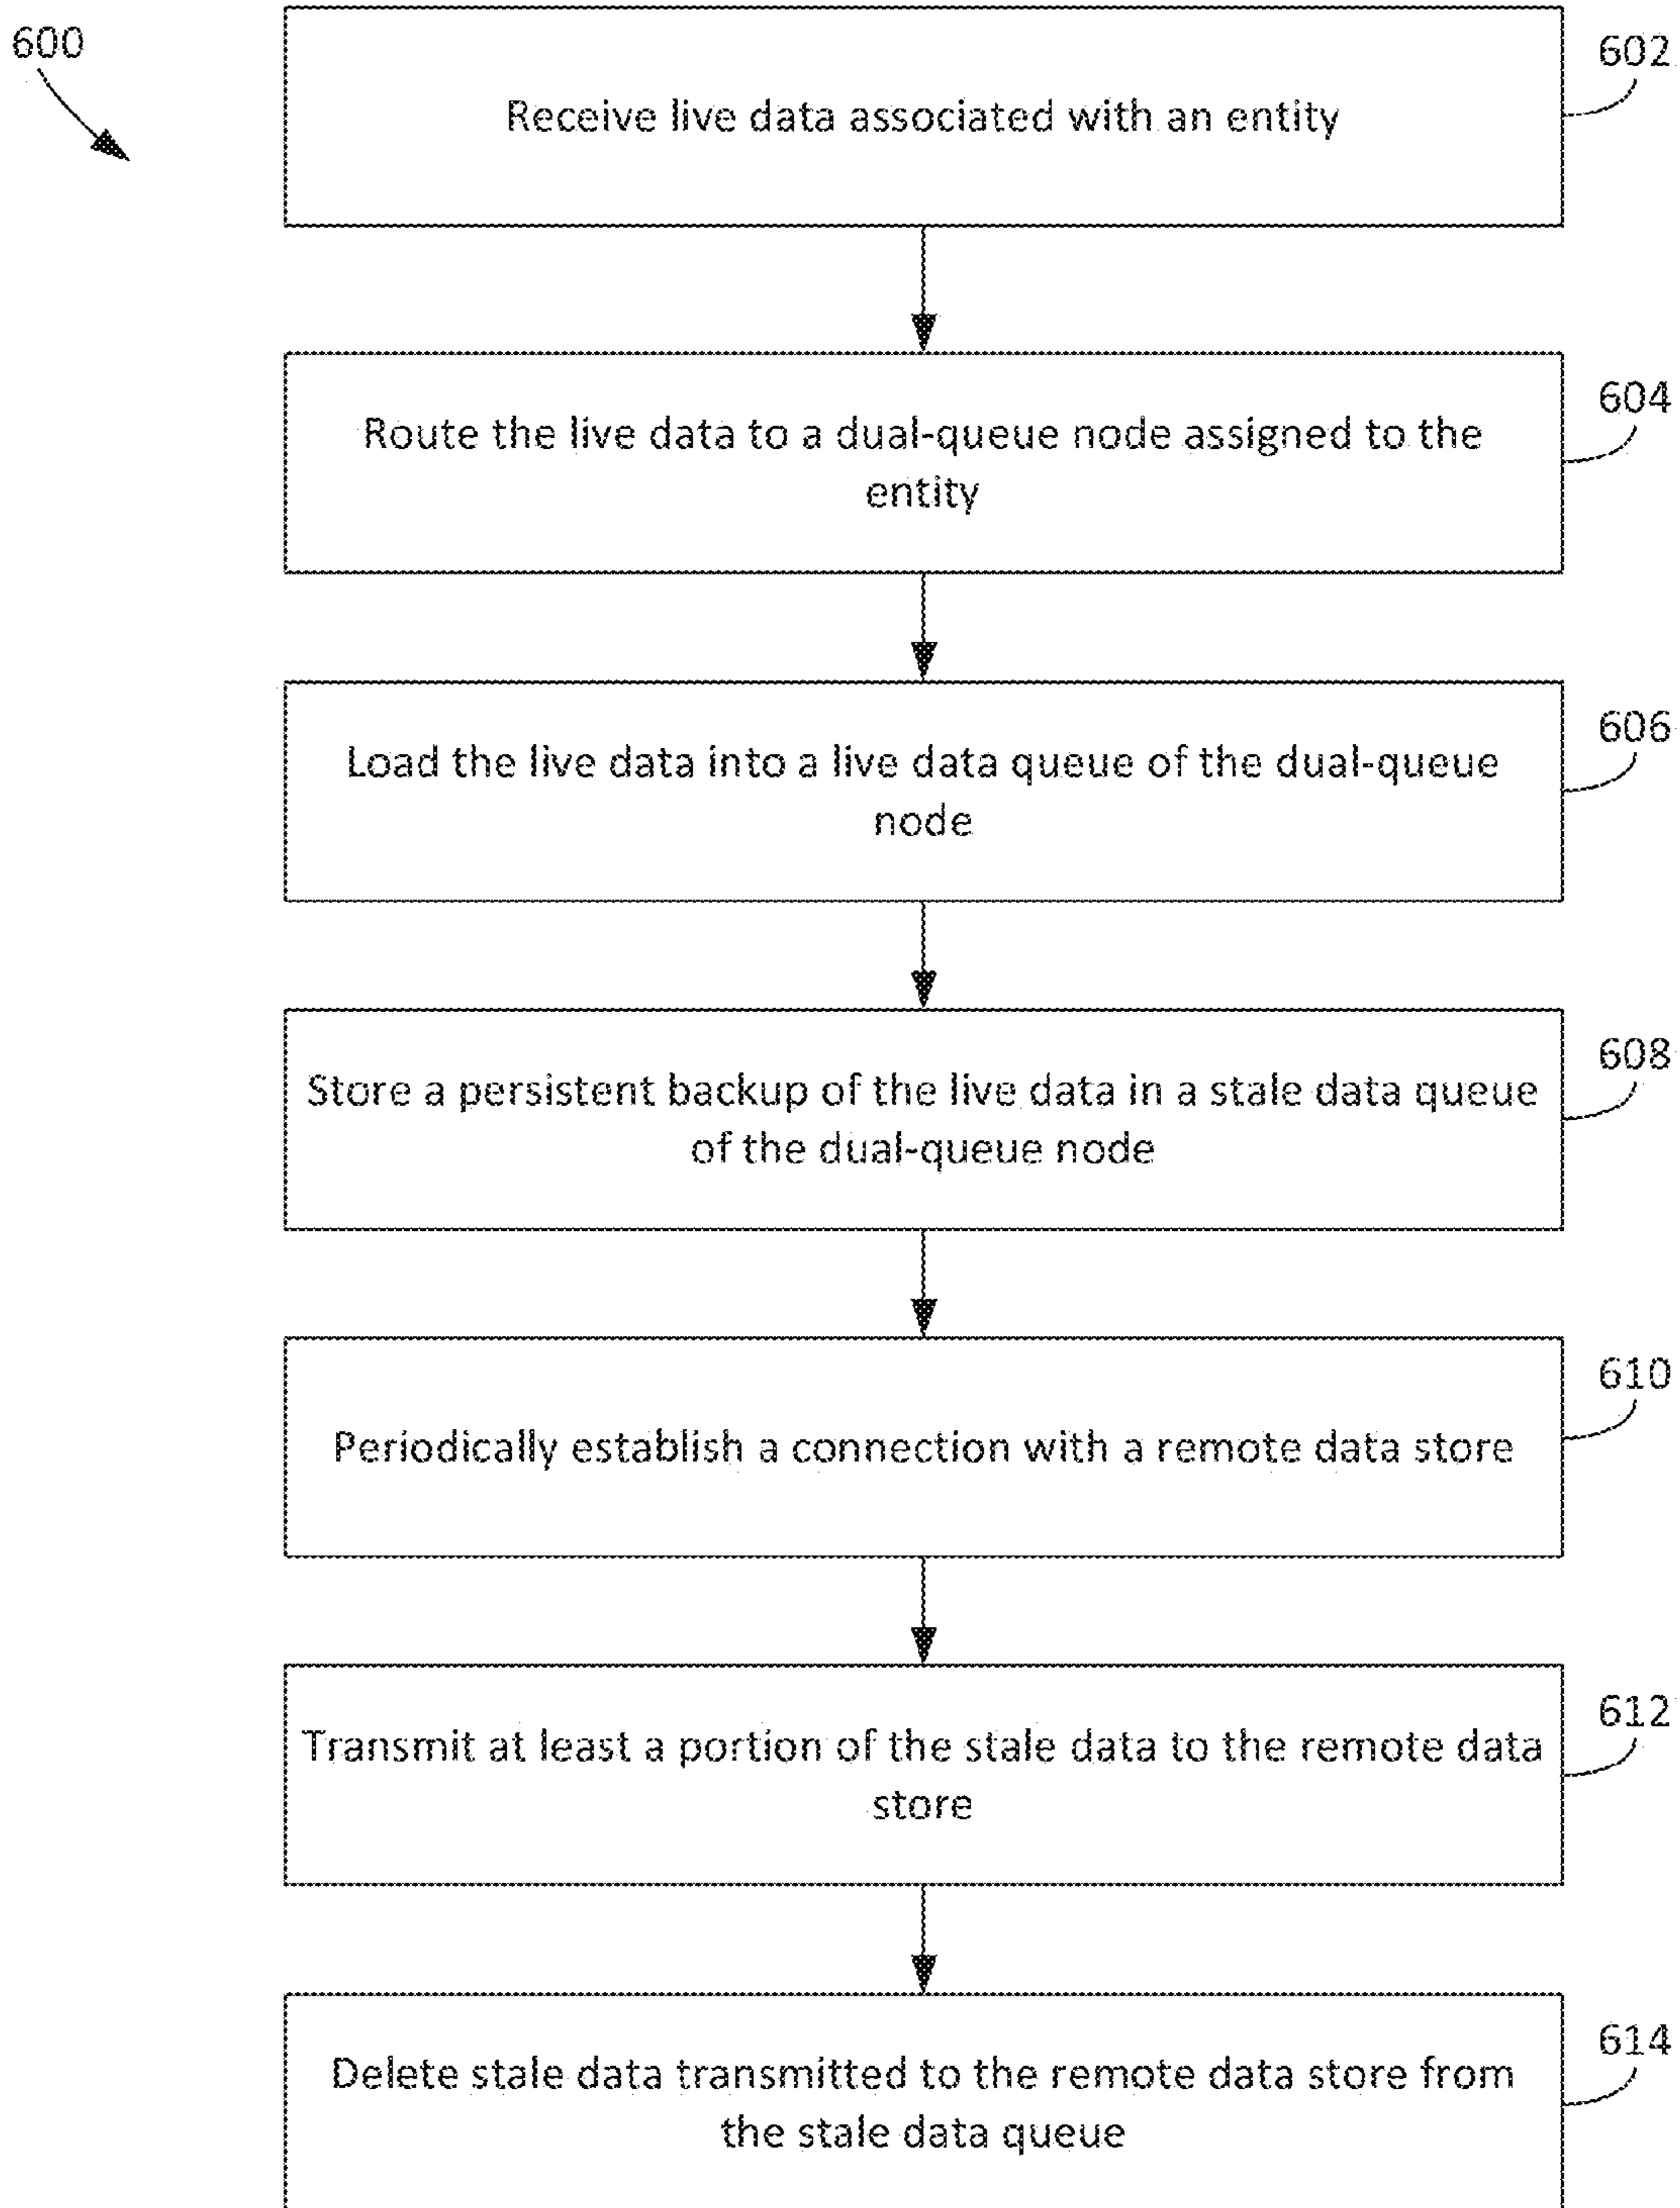 600
602
Receive live data associated with an entity
604
Route the live data to a dual-queue node assigned to the
entity
606
Load the live data into a live data queue of the dual-queue
node
608
Store a persistent backup of the live data in a stale data queue
of the dual-queue node
610
Periodically establish a connection with a remote data store
612
Transmit at least a portion of the stale data to the remote data
store
614
Delete stale data transmitted to the remote data store from
the stale data queue